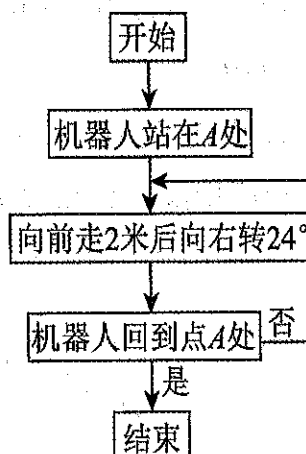 开始
机器人站在A处
向前走2米后向右转24°
机器人回到点A处
否
是
结束